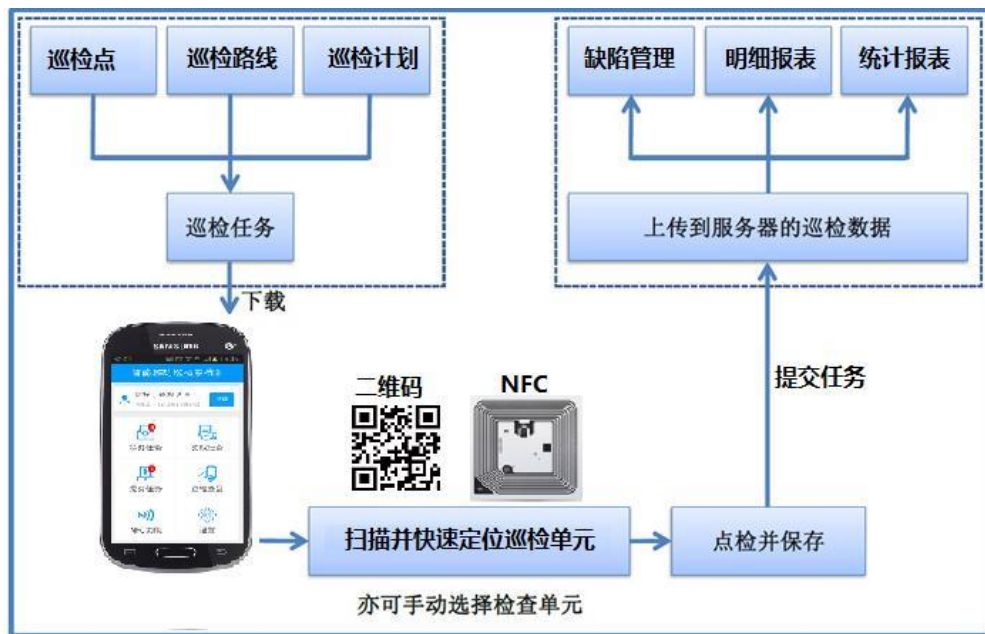 巡检点
巡检路线
巡检计划
缺陷管理
明细报表
统计报表
巡检任务
上传到服务器的巡检数据
下载
SAMSUNG
二维码
NFC
提交任务
扫描并快速定位巡检单元
点检并保存
亦可手动选择检查单元